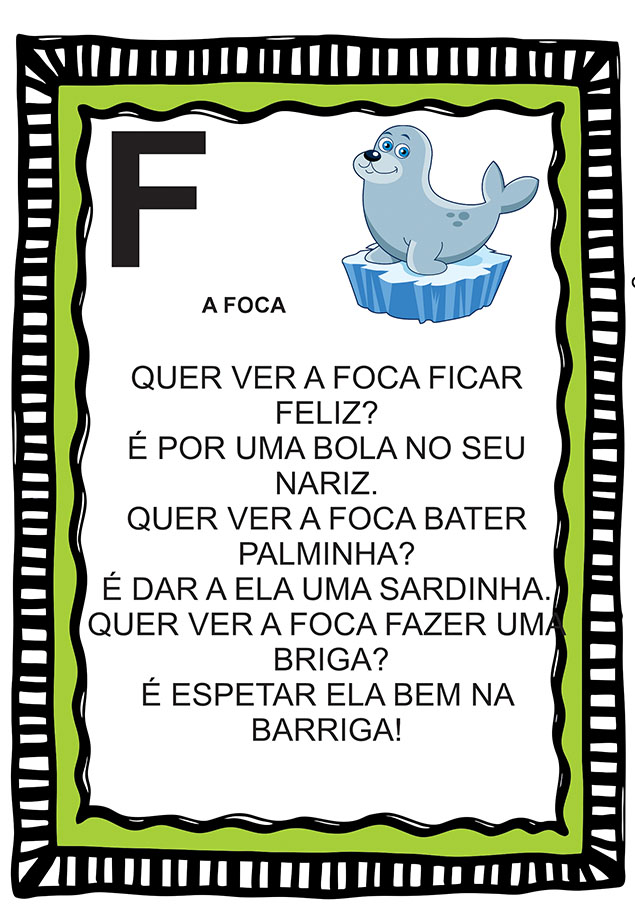 F
A FOCA
QUER VER A FOCA FICAR
FELIZ?
É POR UMA BOLA NO SEU
NARIZ.
QUER VER A FOCA BATER
PALMINHA?
É DAR A ELA UMA SARDINHA.
QUER VER A FOCA FAZER UMA
BRIGA?
É ESPETAR ELA BEM NA
BARRIGA!